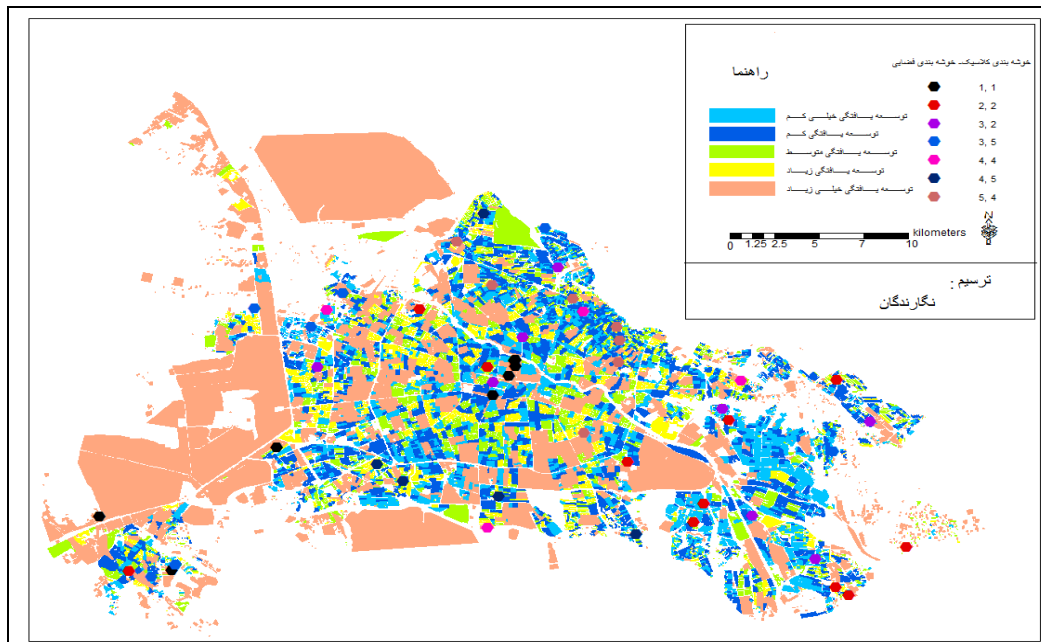 خوشه بندی کلاسیک_ خوشه بندی فضایی
راهنما
1, 1
2, 2
3, 2
3, 5
4, 4
4, 5
5, 4
توسعه یافتگی خیلی کم
توسعه یافتگی کم
توسعه یافتگی متوسط
توسعه یافتگی زیاد
توسعه یافتگی خیلی زیاد
N
kilometers
0 1.25 2.5 5 7 10
ترسیم :
نگارندگان